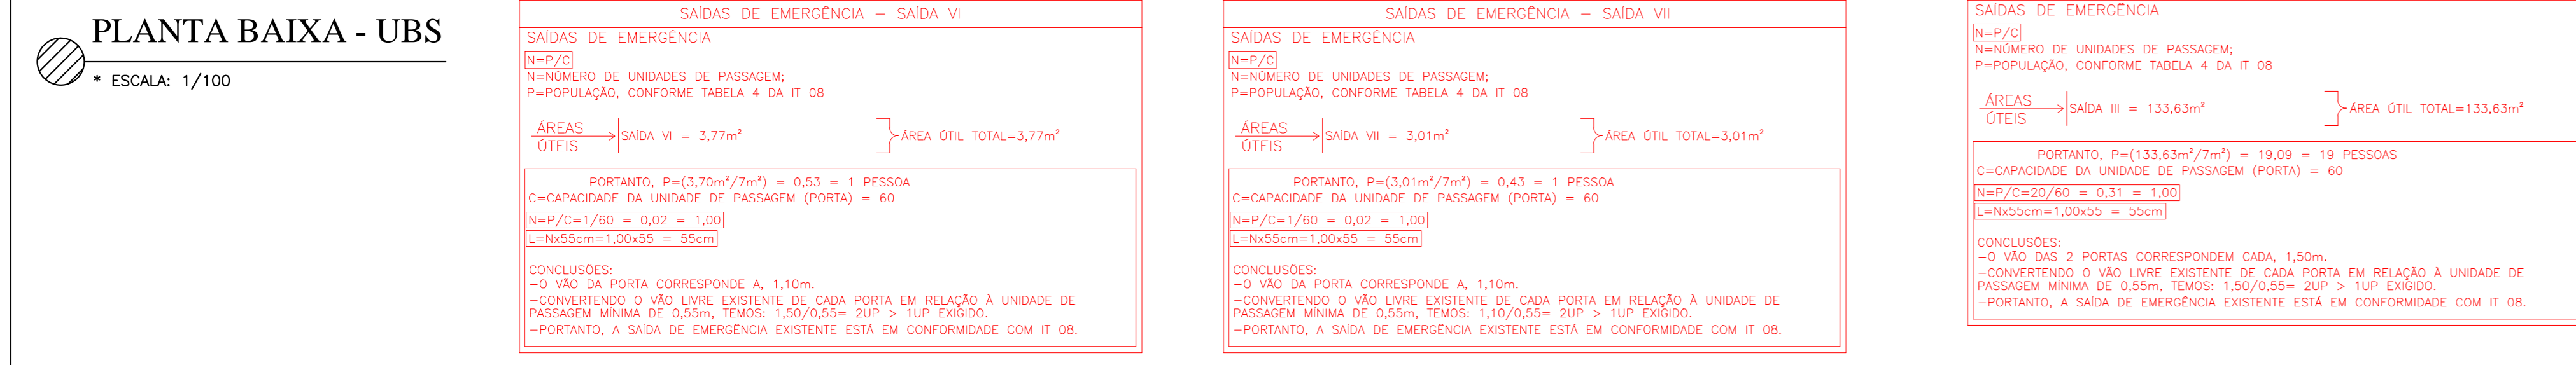 PLANTA BAIXA - UBS
* ESCALA: 1/100
SAÍDAS DE EMERGÊNCIA – SAÍDA VI
SAÍDAS DE EMERGÊNCIA
N=P/C
N=NÚMERO DE UNIDADES DE PASSAGEM;
P=POPULAÇÃO, CONFORME TABELA 4 DA IT 08
ÁREAS
ÚTEIS
SAÍDA VI = 3,77m²
ÁREA ÚTIL TOTAL=3,77m²
PORTANTO, P=(3,70m²/7m²) = 0,53 = 1 PESSOA
C=CAPACIDADE DA UNIDADE DE PASSAGEM (PORTA) = 60
N=P/C=1/60 = 0,02 = 1,00
L=Nx55cm=1,00x55 = 55cm
CONCLUSÕES:
–O VÃO DA PORTA CORRESPONDE A, 1,10m.
–CONVERTENDO O VÃO LIVRE EXISTENTE DE CADA PORTA EM RELAÇÃO À UNIDADE DE
PASSAGEM MÍNIMA DE 0,55m, TEMOS: 1,50/0,55= 2UP > 1UP EXIGIDO.
–PORTANTO, A SAÍDA DE EMERGÊNCIA EXISTENTE ESTÁ EM CONFORMIDADE COM IT 08.
SAÍDAS DE EMERGÊNCIA – SAÍDA VII
SAÍDAS DE EMERGÊNCIA
N=P/C
N=NÚMERO DE UNIDADES DE PASSAGEM;
P=POPULAÇÃO, CONFORME TABELA 4 DA IT 08
ÁREAS
ÚTEIS
SAÍDA VII = 3,01m²
ÁREA ÚTIL TOTAL=3,01m²
PORTANTO, P=(3,01m²/7m²) = 0,43 = 1 PESSOA
C=CAPACIDADE DA UNIDADE DE PASSAGEM (PORTA) = 60
N=P/C=1/60 = 0,02 = 1,00
L=Nx55cm=1,00x55 = 55cm
CONCLUSÕES:
–O VÃO DA PORTA CORRESPONDE A, 1,10m.
–CONVERTENDO O VÃO LIVRE EXISTENTE DE CADA PORTA EM RELAÇÃO À UNIDADE DE
PASSAGEM MÍNIMA DE 0,55m, TEMOS: 1,10/0,55= 2UP > 1UP EXIGIDO.
–PORTANTO, A SAÍDA DE EMERGÊNCIA EXISTENTE ESTÁ EM CONFORMIDADE COM IT 08.
SAÍDAS DE EMERGÊNCIA
N=P/C
N=NÚMERO DE UNIDADES DE PASSAGEM;
P=POPULAÇÃO, CONFORME TABELA 4 DA IT 08
ÁREAS
ÚTEIS
SAÍDA III = 133,63m²
ÁREA ÚTIL TOTAL=133,63m²
PORTANTO, P=(133,63m²/7m²) = 19,09 = 19 PESSOAS
C=CAPACIDADE DA UNIDADE DE PASSAGEM (PORTA) = 60
N=P/C=20/60 = 0,31 = 1,00
L=Nx55cm=1,00x55 = 55cm
CONCLUSÕES:
–O VÃO DAS 2 PORTAS CORRESPONDEM CADA, 1,50m.
–CONVERTENDO O VÃO LIVRE EXISTENTE DE CADA PORTA EM RELAÇÃO À UNIDADE DE
PASSAGEM MÍNIMA DE 0,55m, TEMOS: 1,50/0,55= 2UP > 1UP EXIGIDO.
–PORTANTO, A SAÍDA DE EMERGÊNCIA EXISTENTE ESTÁ EM CONFORMIDADE COM IT 08.